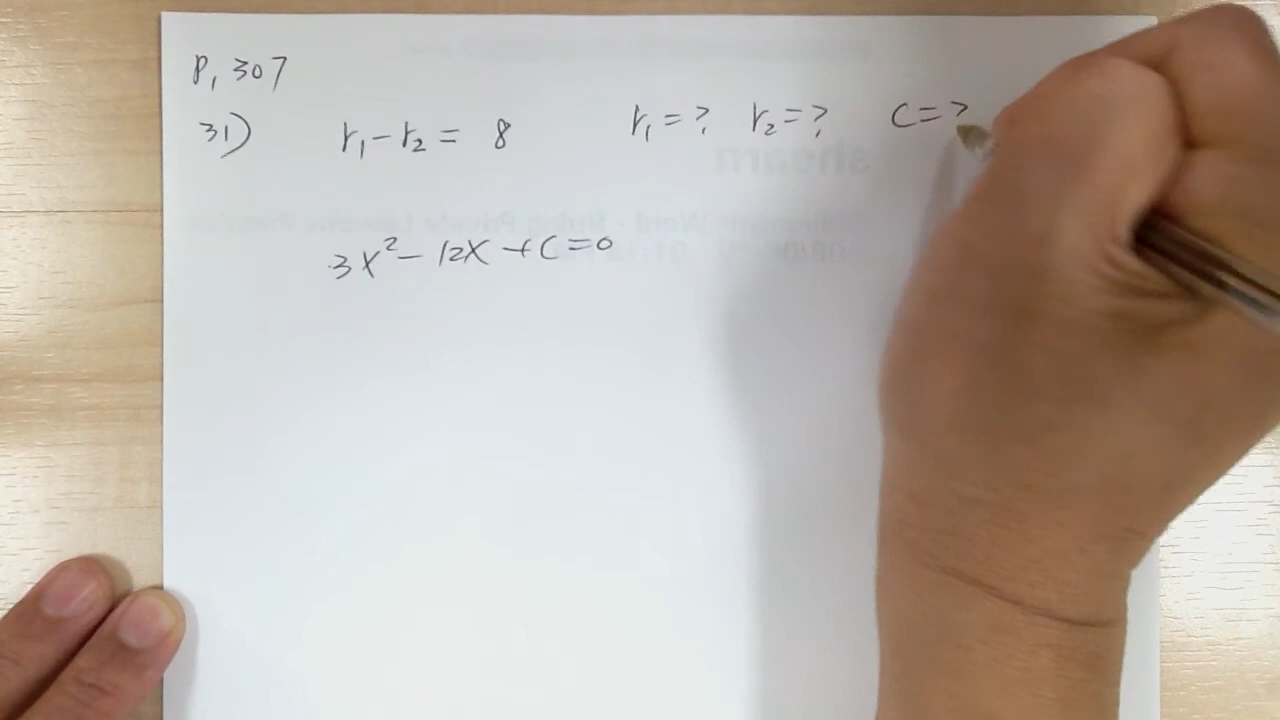 P, 307
31) r₁ - r₂ = 8 r₁ = ? r₂ = ? C = ?
3x² - 12x + C = 0